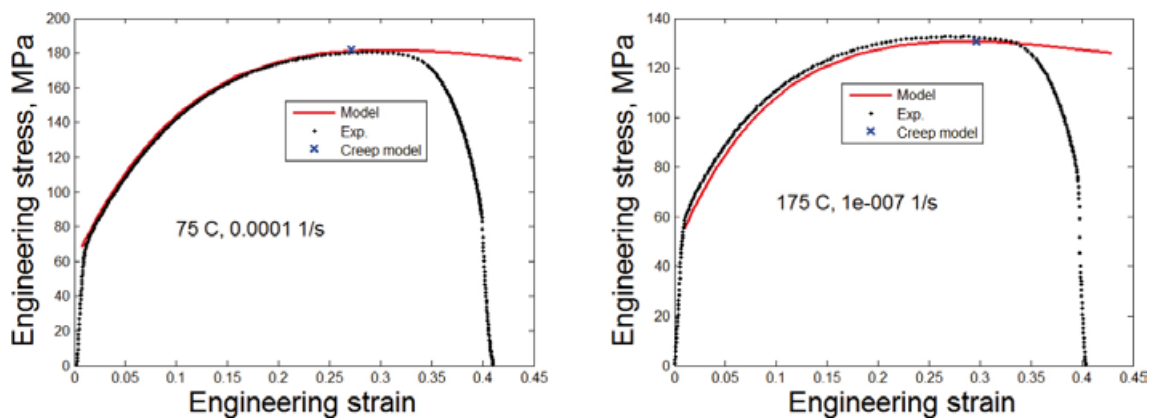 Engineering stress, MPa
200
180
160
140
120
100
80
60
40
20
0
Model
Exp.
Creep model
75 C, 0.0001 1/s
0 0.05 0.1 0.15 0.2 0.25 0.3 0.35 0.4 0.45
Engineering strain
Engineering stress, MPa
140
120
100
80
60
40
20
0
Model
Exp.
Creep model
175 C, 1e-007 1/s
0 0.05 0.1 0.15 0.2 0.25 0.3 0.35 0.4 0.45
Engineering strain